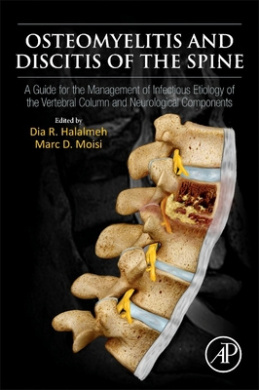 OSTEOMYELITIS AND
DISCITIS OF THE SPINE
A Guide for the Management of Infectious Etiology of
the Vertebral Column and Neurological Components
Edited by
Dia R. Halalmeh
Marc D. Moisi
AP